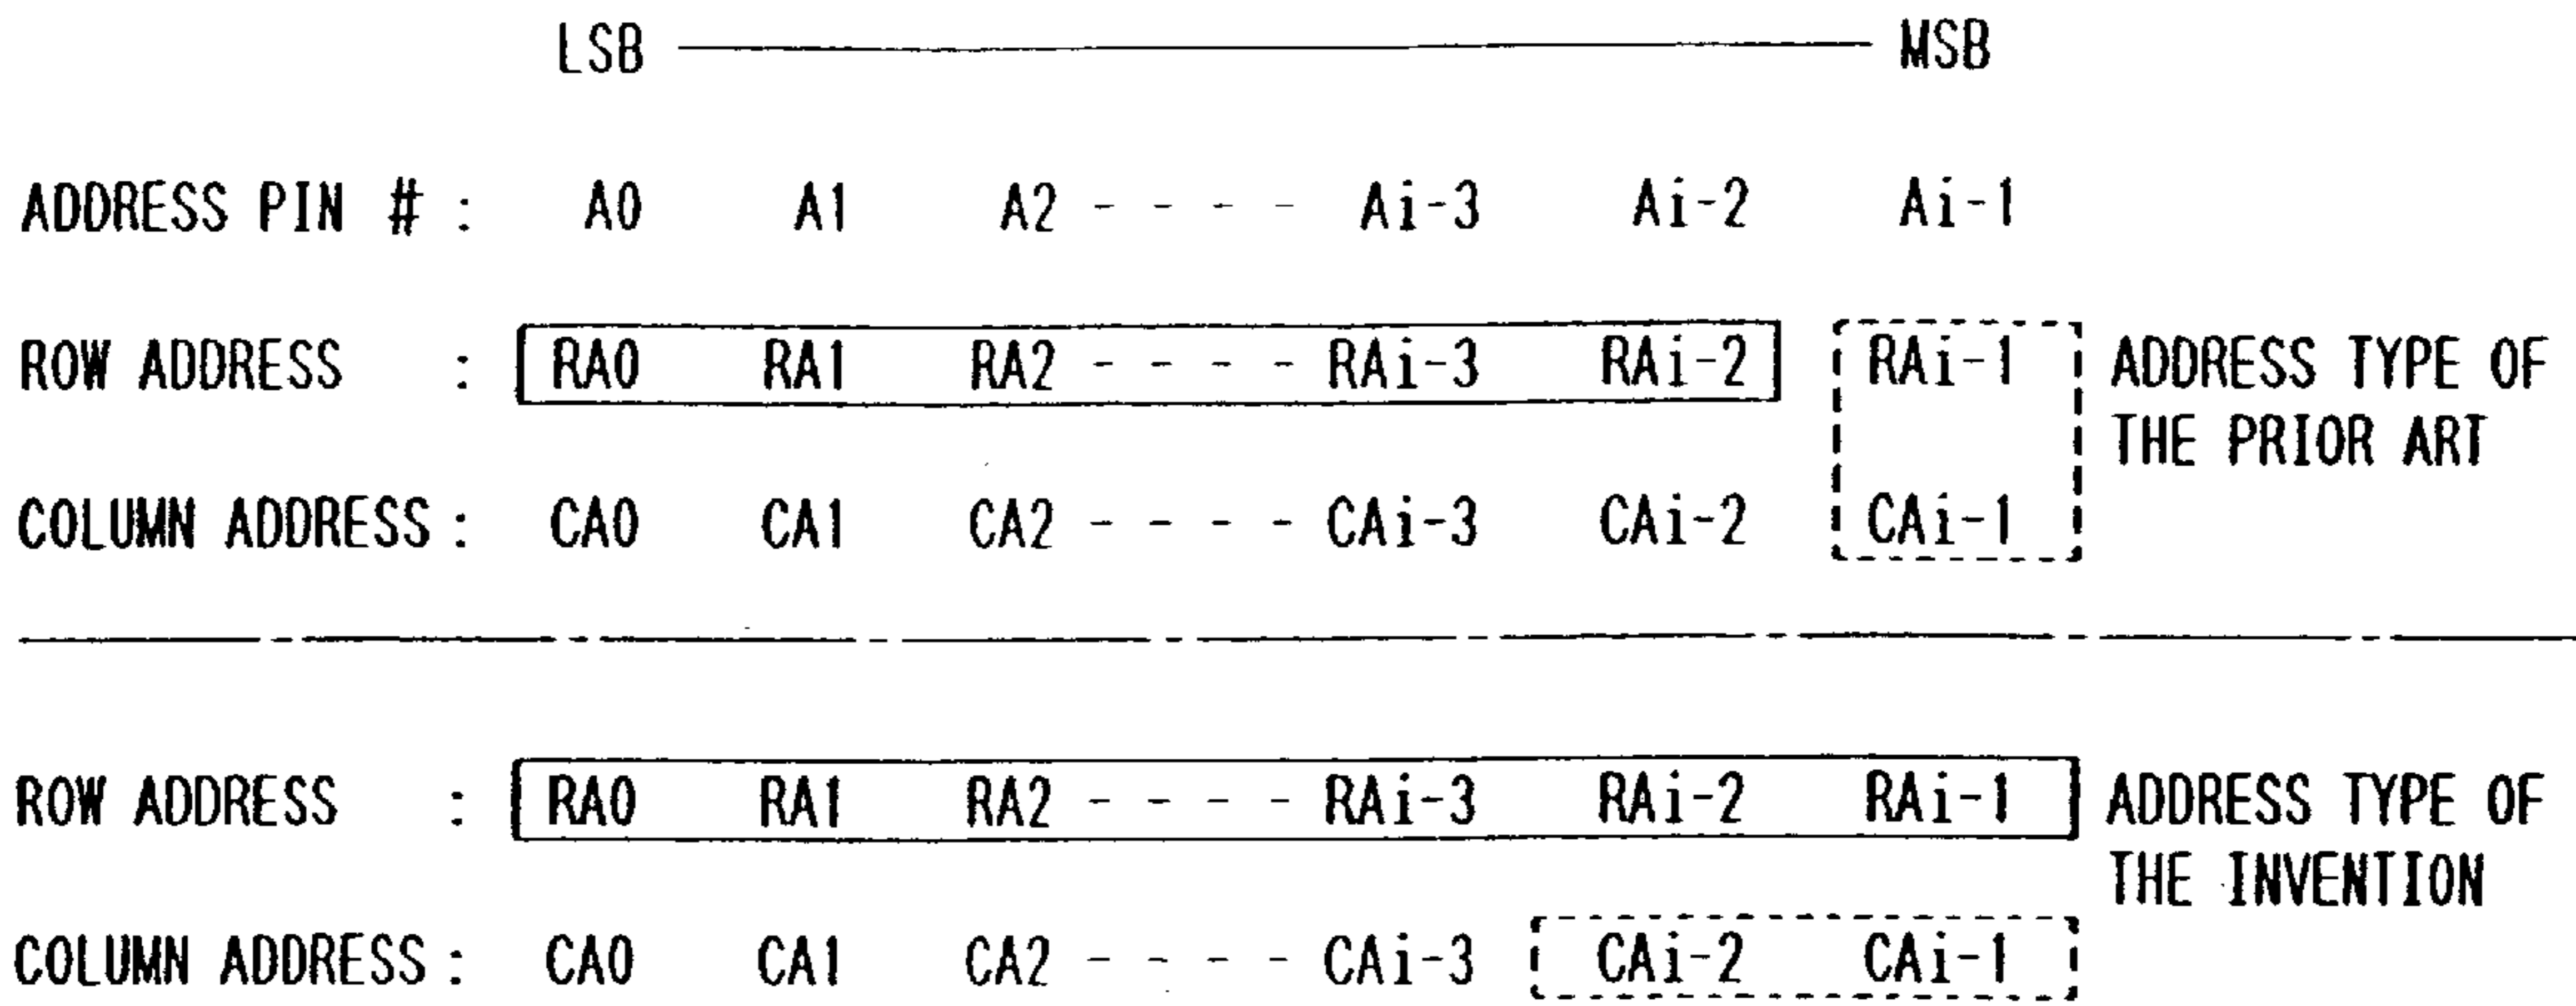 LSB MSB
ADDRESS PIN # : A0 A1 A2 - - - - Ai-3 Ai-2 Ai-1
ROW ADDRESS : RA0 RA1 RA2 - - - - RAi-3 RAi-2 RAi-1 ADDRESS TYPE OF
THE PRIOR ART
COLUMN ADDRESS : CA0 CA1 CA2 - - - - CAi-3 CAi-2 CAi-1
ROW ADDRESS : RA0 RA1 RA2 - - - - RAi-3 RAi-2 RAi-1 ADDRESS TYPE OF
THE INVENTION
COLUMN ADDRESS : CA0 CA1 CA2 - - - - CAi-3 CAi-2 CAi-1